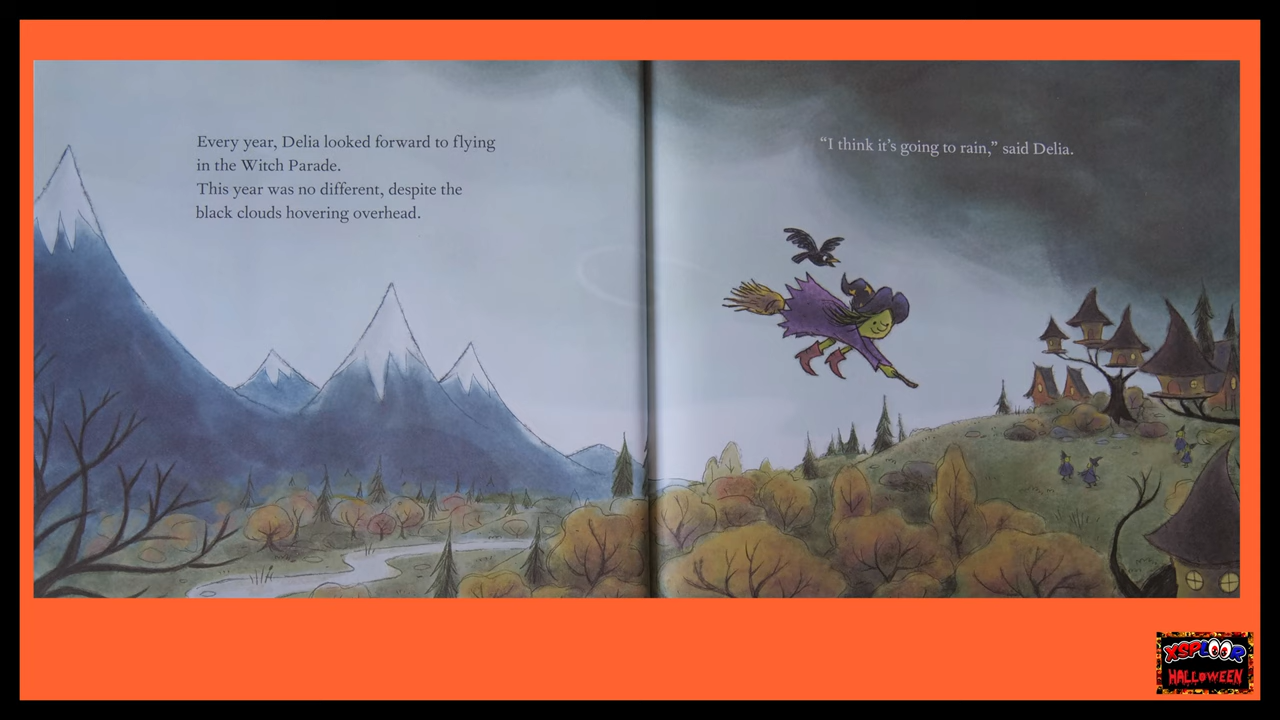 Every year, Delia looked forward to flying
in the Witch Parade.
This year was no different, despite the
black clouds hovering overhead.
“I think it’s going to rain,” said Delia.
XSPLOOR
HALLOWEEN